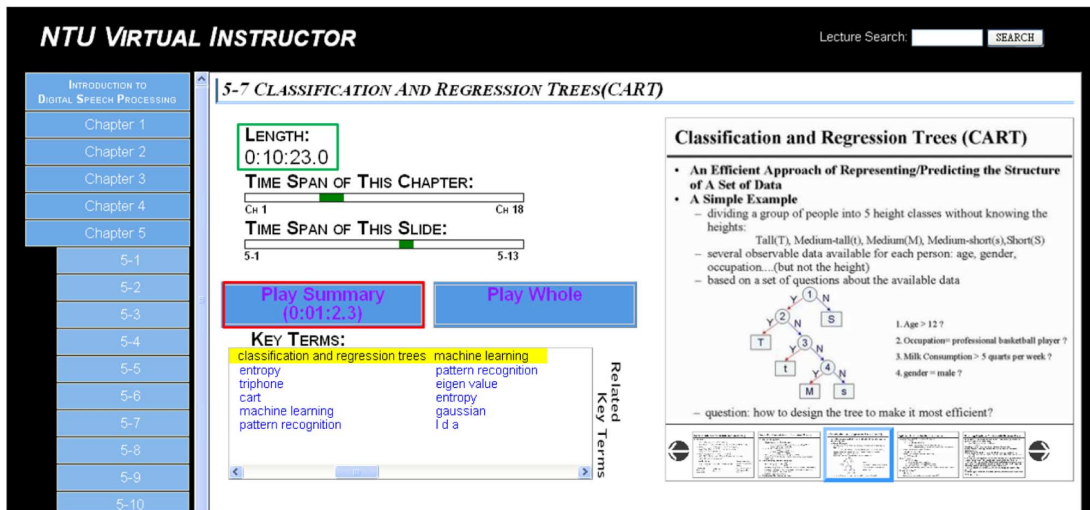 NTU VIRTUAL INSTRUCTOR
Lecture Search:
SEARCH
INTRODUCTION TO
DIGITAL SPEECH PROCESSING
Chapter 1
Chapter 2
Chapter 3
Chapter 4
Chapter 5
5-1
5-2
5-3
5-4
5-5
5-6
5-7
5-8
5-9
5-10
5-7 CLASSIFICATION AND REGRESSION TREES(CART)
LENGTH:
0:10:23.0
TIME SPAN OF THIS CHAPTER:
CH 1 CH 18
TIME SPAN OF THIS SLIDE:
5-1 5-13
Play Summary
(0:01:2.3)
Play Whole
KEY TERMS:
classification and regression trees machine learning
entropy pattern recognition
triphone eigen value
cart entropy
machine learning gaussian
pattern recognition l d a
Related
Key Terms
Classification and Regression Trees (CART)
• An Efficient Approach of Representing/Predicting the Structure
of A Set of Data
• A Simple Example
– dividing a group of people into 5 height classes without knowing the
heights:
Tall(T), Medium-tall(t), Medium(M), Medium-short(s),Short(S)
– several observable data available for each person: age, gender,
occupation....(but not the height)
– based on a set of questions about the available data
1
Y N
2 S
Y N
T 3
Y N
t 4
Y N
M s
1. Age > 12 ?
2. Occupation= professional basketball player ?
3. Milk Consumption > 5 quarts per week ?
4. gender = male ?
– question: how to design the tree to make it most efficient?